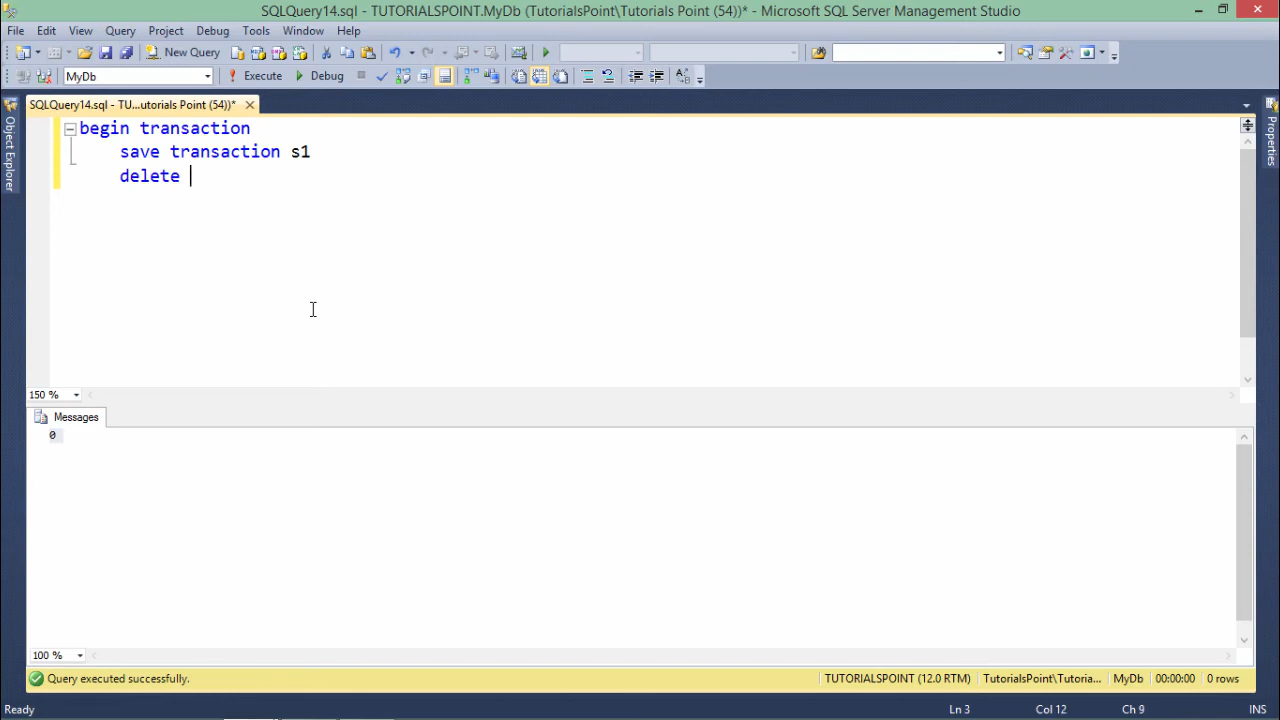 SQLQuery14.sql - TUTORIALSPOINT.MyDb (TutorialsPoint\Tutorials Point (54))* - Microsoft SQL Server Management Studio
File Edit View Query Project Debug Tools Window Help
New Query
MyDb Execute Debug
SQLQuery14.sql - TU...utorials Point (54))*
Object Explorer
Properties
begin transaction
save transaction s1
delete
150 %
Messages
0
100 %
Query executed successfully. TUTORIALSPOINT (12.0 RTM) TutorialsPoint\Tutoria... MyDb 00:00:00 0 rows
Ready Ln 3 Col 12 Ch 9 INS